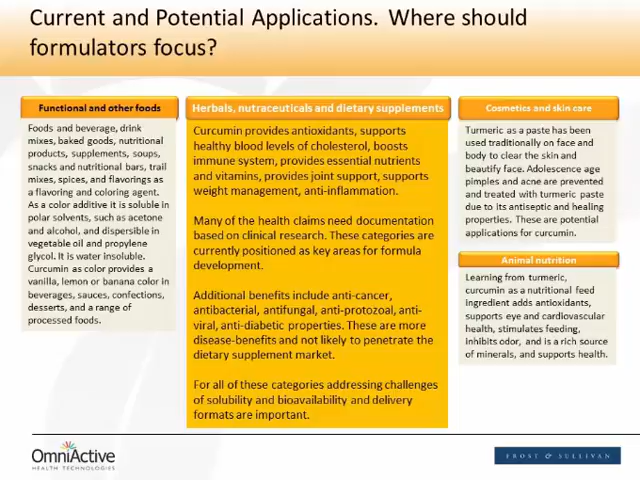 Current and Potential Applications. Where should
formulators focus?
Functional and other foods
Foods and beverage, drink
mixes, baked goods, nutritional
products, supplements, soups,
snacks and nutritional bars, trail
mixes, spices, and flavorings as
a flavoring and coloring agent.
As a color additive it is soluble in
polar solvents, such as acetone
and alcohol, and dispersible in
vegetable oil and propylene
glycol. It is water insoluble.
Curcumin as color provides a
vanilla, lemon or banana color in
beverages, sauces, confections,
desserts, and a range of
processed foods.
Herbals, nutraceuticals and dietary supplements
Curcumin provides antioxidants, supports
healthy blood levels of cholesterol, boosts
immune system, provides essential nutrients
and vitamins, provides joint support, supports
weight management, anti-inflammation.
Many of the health claims need documentation
based on clinical research. These categories are
currently positioned as key areas for formula
development.
Additional benefits include anti-cancer,
antibacterial, antifungal, anti-protozoal, anti-
viral, anti-diabetic properties. These are more
disease-benefits and not likely to penetrate the
dietary supplement market.
For all of these categories addressing challenges
of solubility and bioavailability and delivery
formats are important.
Cosmetics and skin care
Turmeric as a paste has been
used traditionally on face and
body to clear the skin and
beautify face. Adolescence age
pimples and acne are prevented
and treated with turmeric paste
due to its antiseptic and healing
properties. These are potential
applications for curcumin.
Animal nutrition
Learning from turmeric,
curcumin as a nutritional feed
ingredient adds antioxidants,
supports eye and cardiovascular
health, stimulates feeding,
inhibits odor, and is a rich source
of minerals, and supports health.
OmniActive
HEALTH TECHNOLOGIES
FROST & SULLIVAN